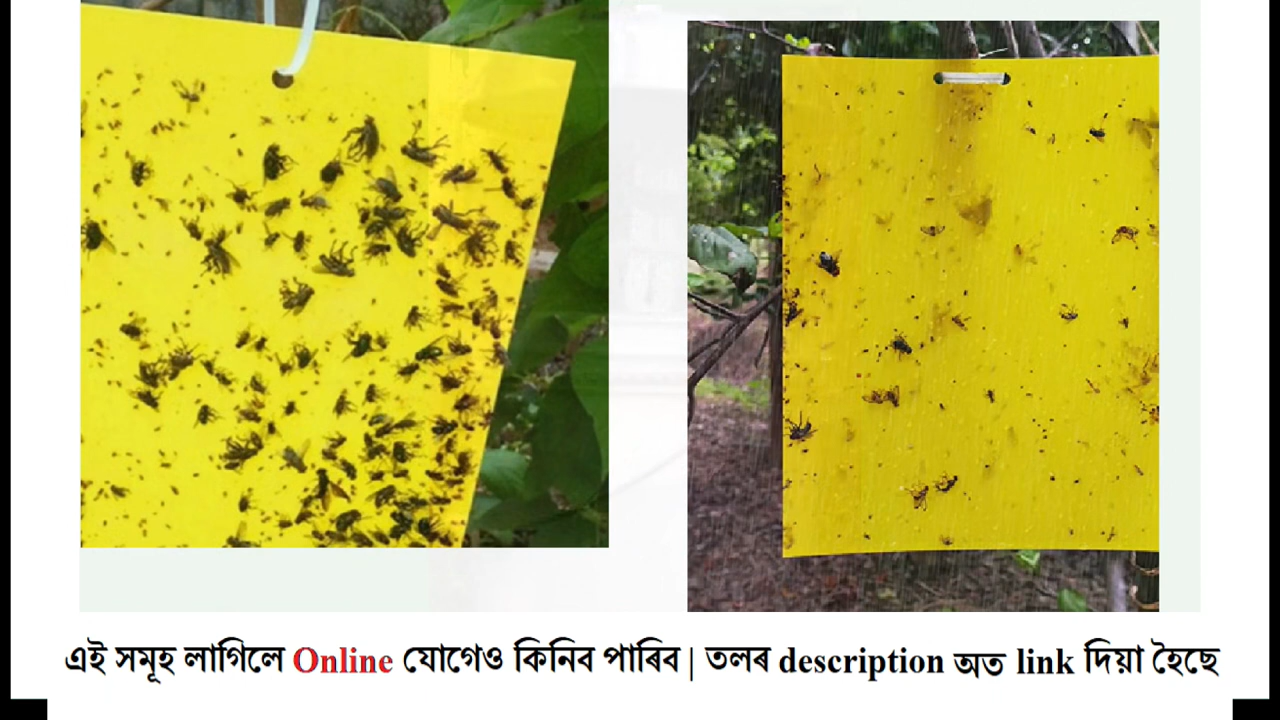 এই সমূহ লাগিলে Online যোগেও কিনিব পাৰিব| তলৰ description অত link দিয়া হৈছে